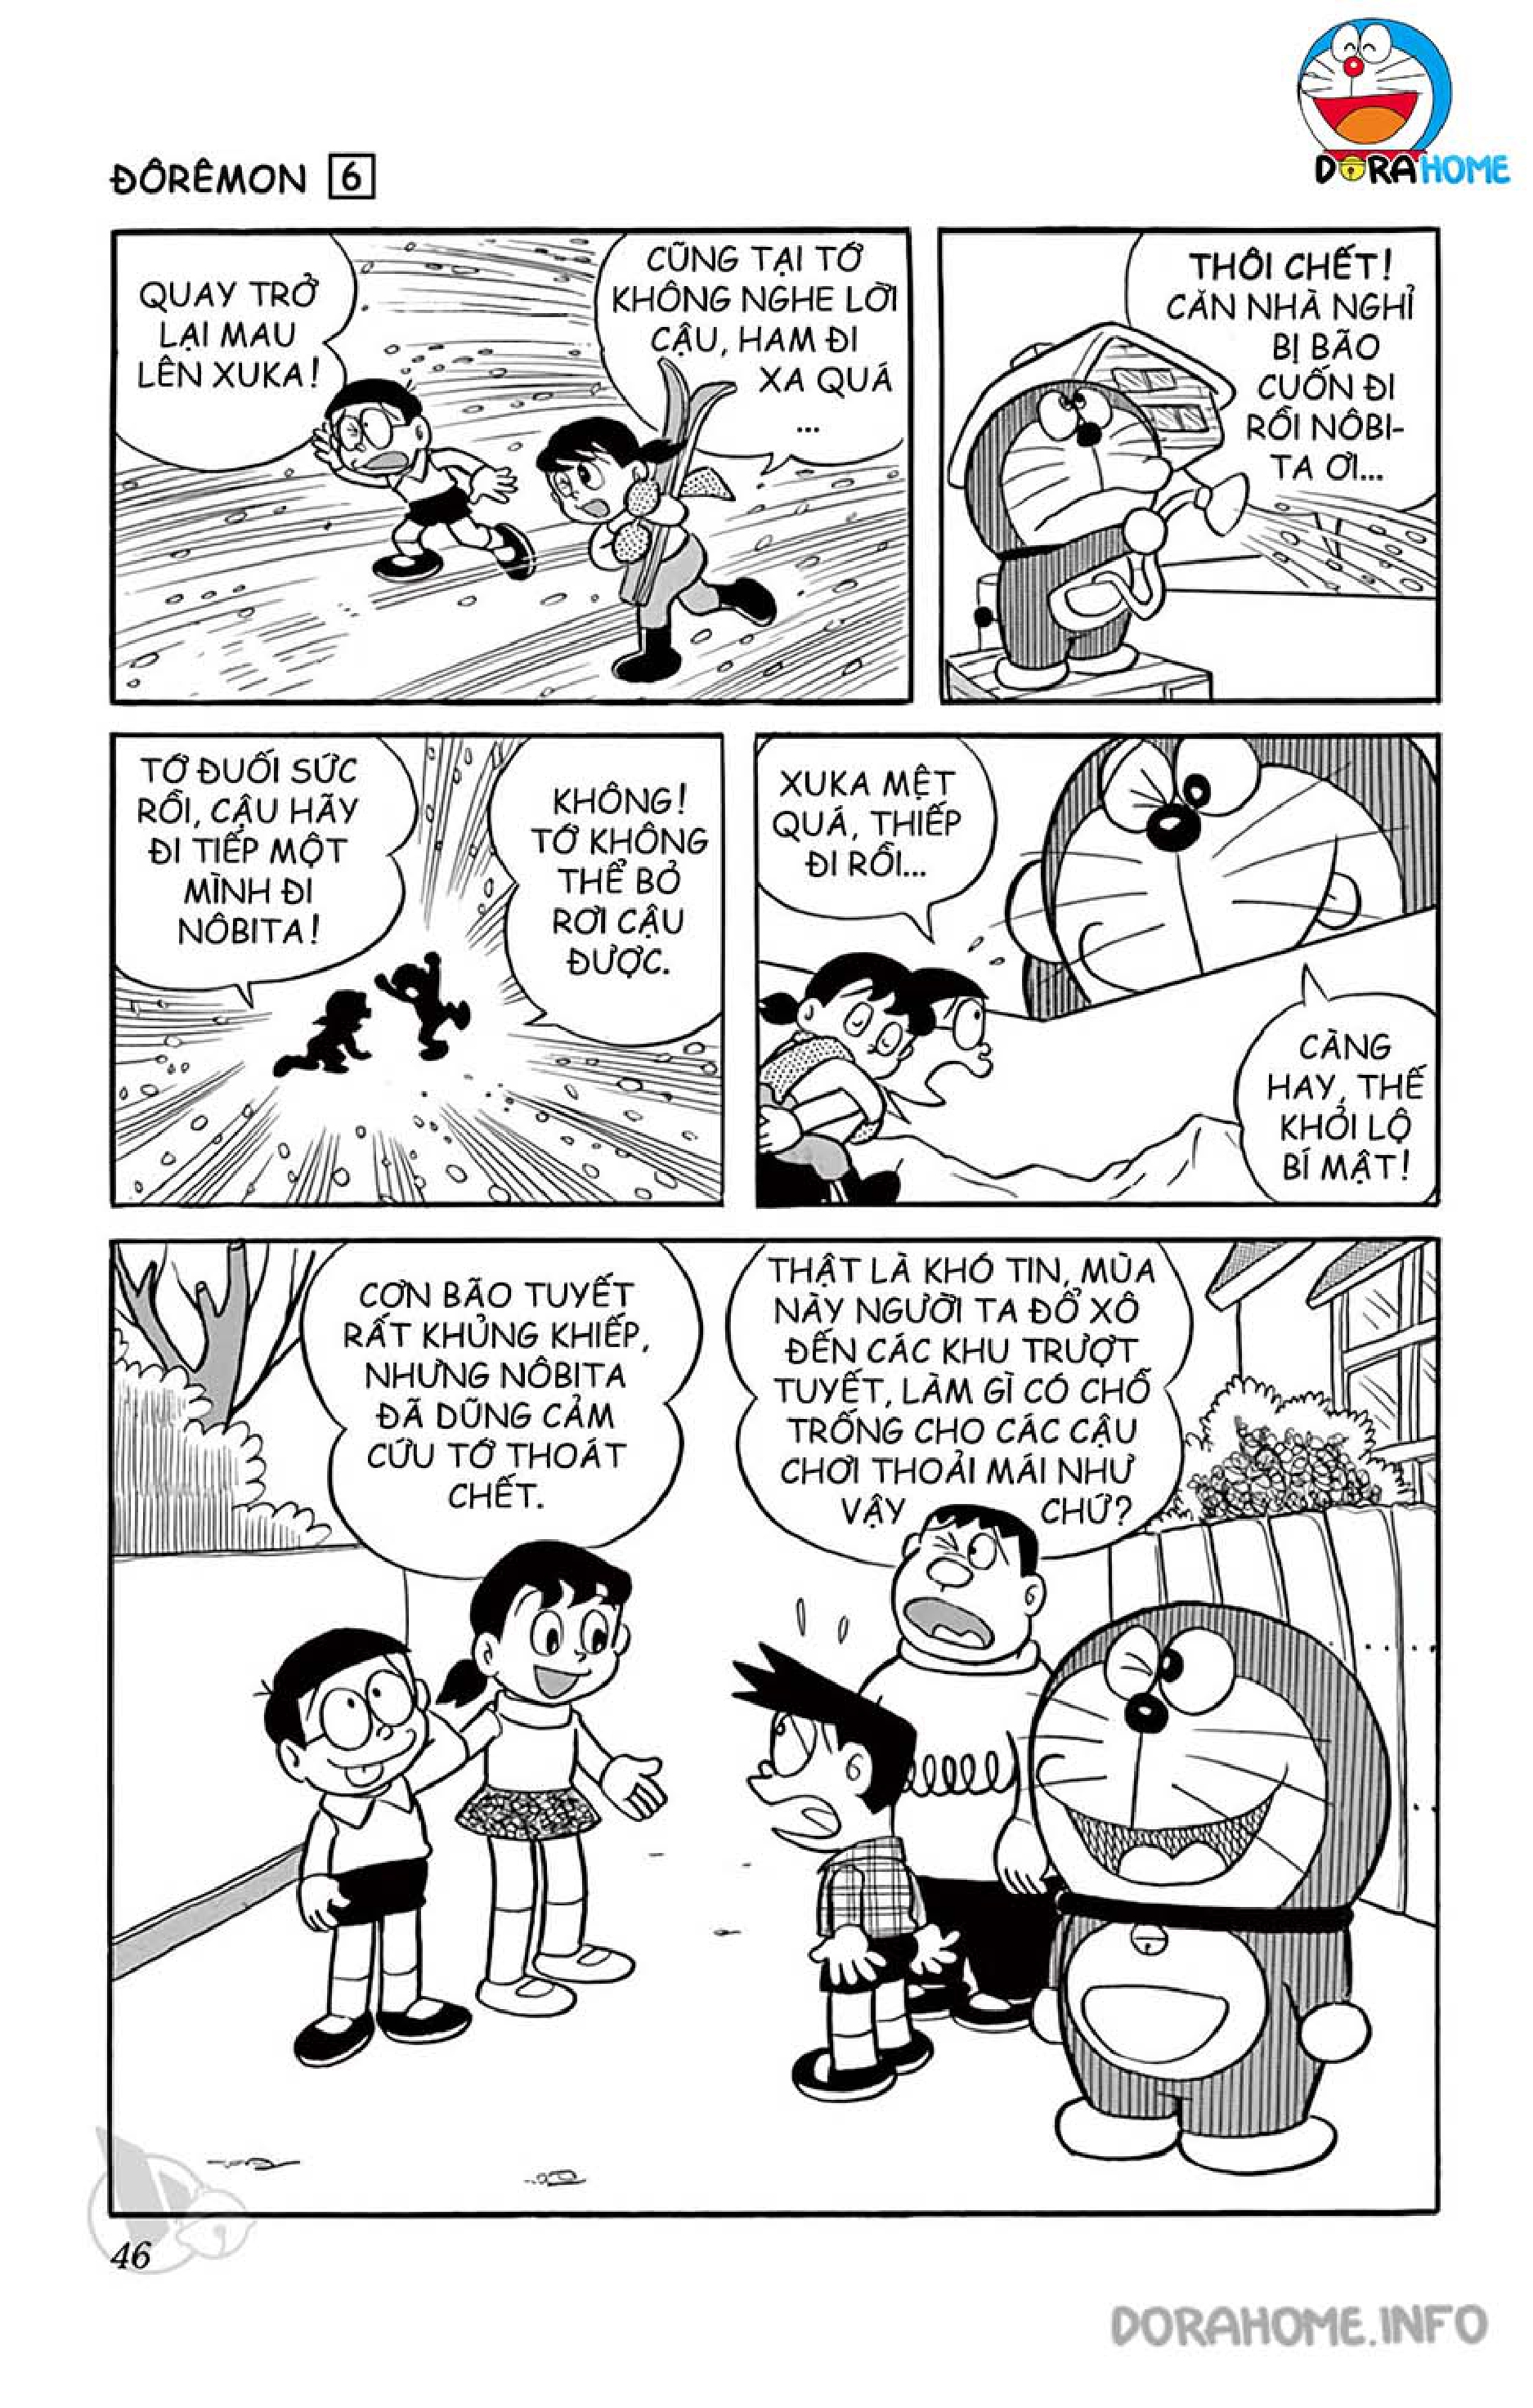 DORAHOME
ĐÔRÊMON 6
QUAY TRỞ
LẠI MAU
LÊN XUKA!
CŨNG TẠI TỚ
KHÔNG NGHE LỜI
CẬU, HAM ĐI
XA QUÁ
...
THÔI CHẾT!
CĂN NHÀ NGHỈ
BỊ BÃO
CUỐN ĐI
RỒI NÔBI-
TA ƠI...
TỚ ĐUỐI SỨC
RỒI, CẬU HÃY
ĐI TIẾP MỘT
MÌNH ĐI
NÔBITA!
KHÔNG!
TỚ KHÔNG
THỂ BỎ
RƠI CẬU
ĐƯỢC.
XUKA MỆT
QUÁ, THIẾP
ĐI RỒI...
CÀNG
HAY, THẾ
KHỎI LỘ
BÍ MẬT!
CƠN BÃO TUYẾT
RẤT KHỦNG KHIẾP,
NHƯNG NÔBITA
ĐÃ DŨNG CẢM
CỨU TỚ THOÁT
CHẾT.
THẬT LÀ KHÓ TIN, MÙA
NÀY NGƯỜI TA ĐỔ XÔ
ĐẾN CÁC KHU TRƯỢT
TUYẾT, LÀM GÌ CÓ CHỖ
TRỐNG CHO CÁC CẬU
CHƠI THOẢI MÁI NHƯ
VẬY CHỨ?
46
DORAHOME.INFO